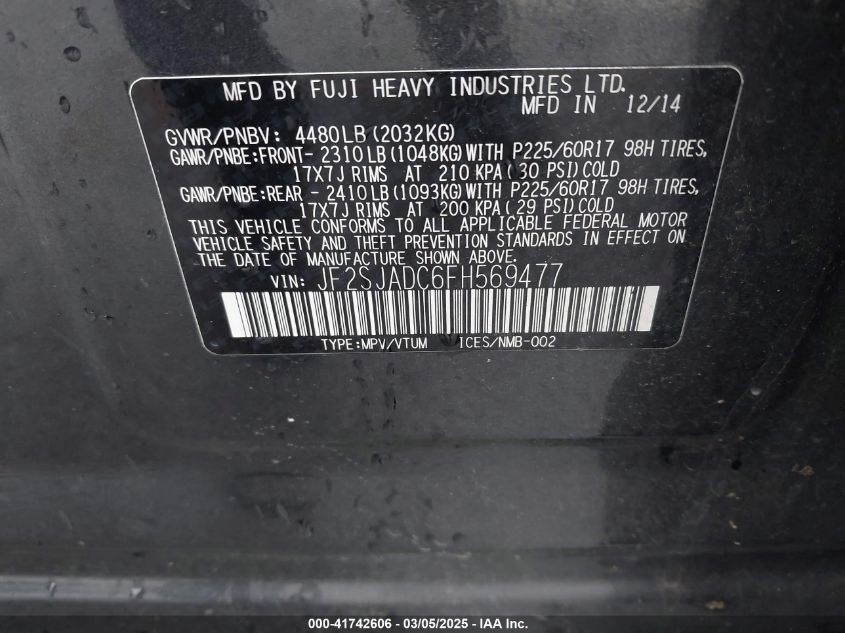 MFD BY FUJI HEAVY INDUSTRIES LTD.
MFD IN 12/14
GVWR/PNBV: 4480LB(2032KG)
GAWR/PNBE:FRONT-2310LB(1048KG)WITH P225/60R17 98H TIRES,
17X7J RIMS AT 210 KPA(30 PSI)COLD
GAWR/PNBE:REAR -2410LB(1093KG)WITH P225/60R17 98H TIRES,
17X7J RIMS AT 200 KPA(29 PSI)COLD
THIS VEHICLE CONFORMS TO ALL APPLICABLE FEDERAL MOTOR
VEHICLE SAFETY AND THEFT PREVENTION STANDARDS IN EFFECT ON
THE DATE OF MANUFACTURE SHOWN ABOVE.
VIN: JF2SJADC6FH569477
TYPE:MPV/VTUM ICES/NMB-002
000-41742606 - 03/05/2025 - IAA Inc.